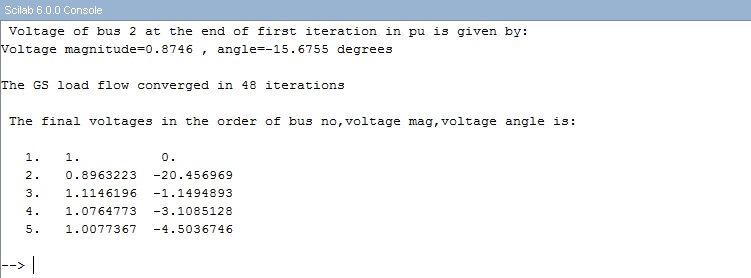 Scilab 6.0.0 Console
Voltage of bus 2 at the end of first iteration in pu is given by:
Voltage magnitude=0.8746 , angle=-15.6755 degrees
The GS load flow converged in 48 iterations
The final voltages in the order of bus no,voltage mag,voltage angle is:
1. 1. 0.
2. 0.8963223 -20.456969
3. 1.1146196 -1.1494893
4. 1.0764773 -3.1085128
5. 1.0077367 -4.5036746
-->